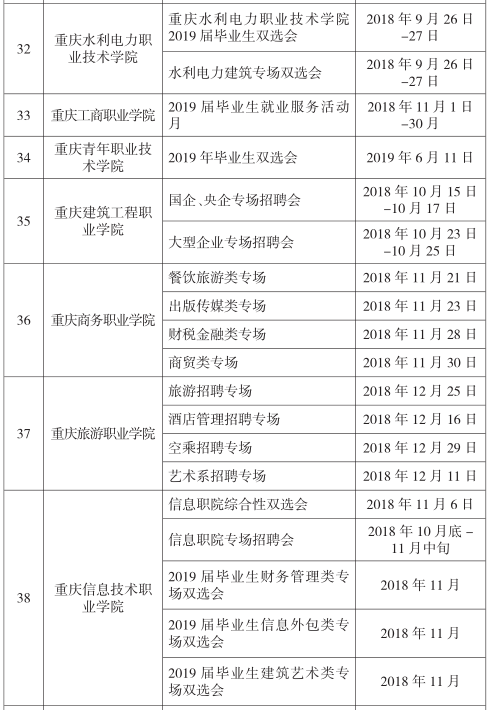 32
重庆水利电力职
业技术学院
重庆水利电力职业技术学院
2019 届毕业生双选会
2018 年 9 月 26 日
–27 日
水利电力建筑专场双选会
2018 年 9 月 26 日
–27 日
33
重庆工商职业学院
2019 届毕业生就业服务活动
月
2018 年 11 月 1 日
–30 月
34
重庆青年职业技
术学院
2019 年毕业生双选会
2019 年 6 月 11 日
35
重庆建筑工程职
业学院
国企、央企专场招聘会
2018 年 10 月 15 日
–10 月 17 日
大型企业专场招聘会
2018 年 10 月 23 日
–10 月 25 日
36
重庆商务职业学院
餐饮旅游类专场
2018 年 11 月 21 日
出版传媒类专场
2018 年 11 月 23 日
财税金融类专场
2018 年 11 月 28 日
商贸类专场
2018 年 11 月 30 日
37
重庆旅游职业学院
旅游招聘专场
2018 年 12 月 25 日
酒店管理招聘专场
2018 年 12 月 16 日
空乘招聘专场
2018 年 12 月 29 日
艺术系招聘专场
2018 年 12 月 11 日
38
重庆信息技术职
业学院
信息职院综合性双选会
2018 年 11 月 6 日
信息职院专场招聘会
2018 年 10 月底 –
11 月中旬
2019 届毕业生财务管理类专
场双选会
2018 年 11 月
2019 届毕业生信息外包类专
场双选会
2018 年 11 月
2019 届毕业生建筑艺术类专
场双选会
2018 年 11 月